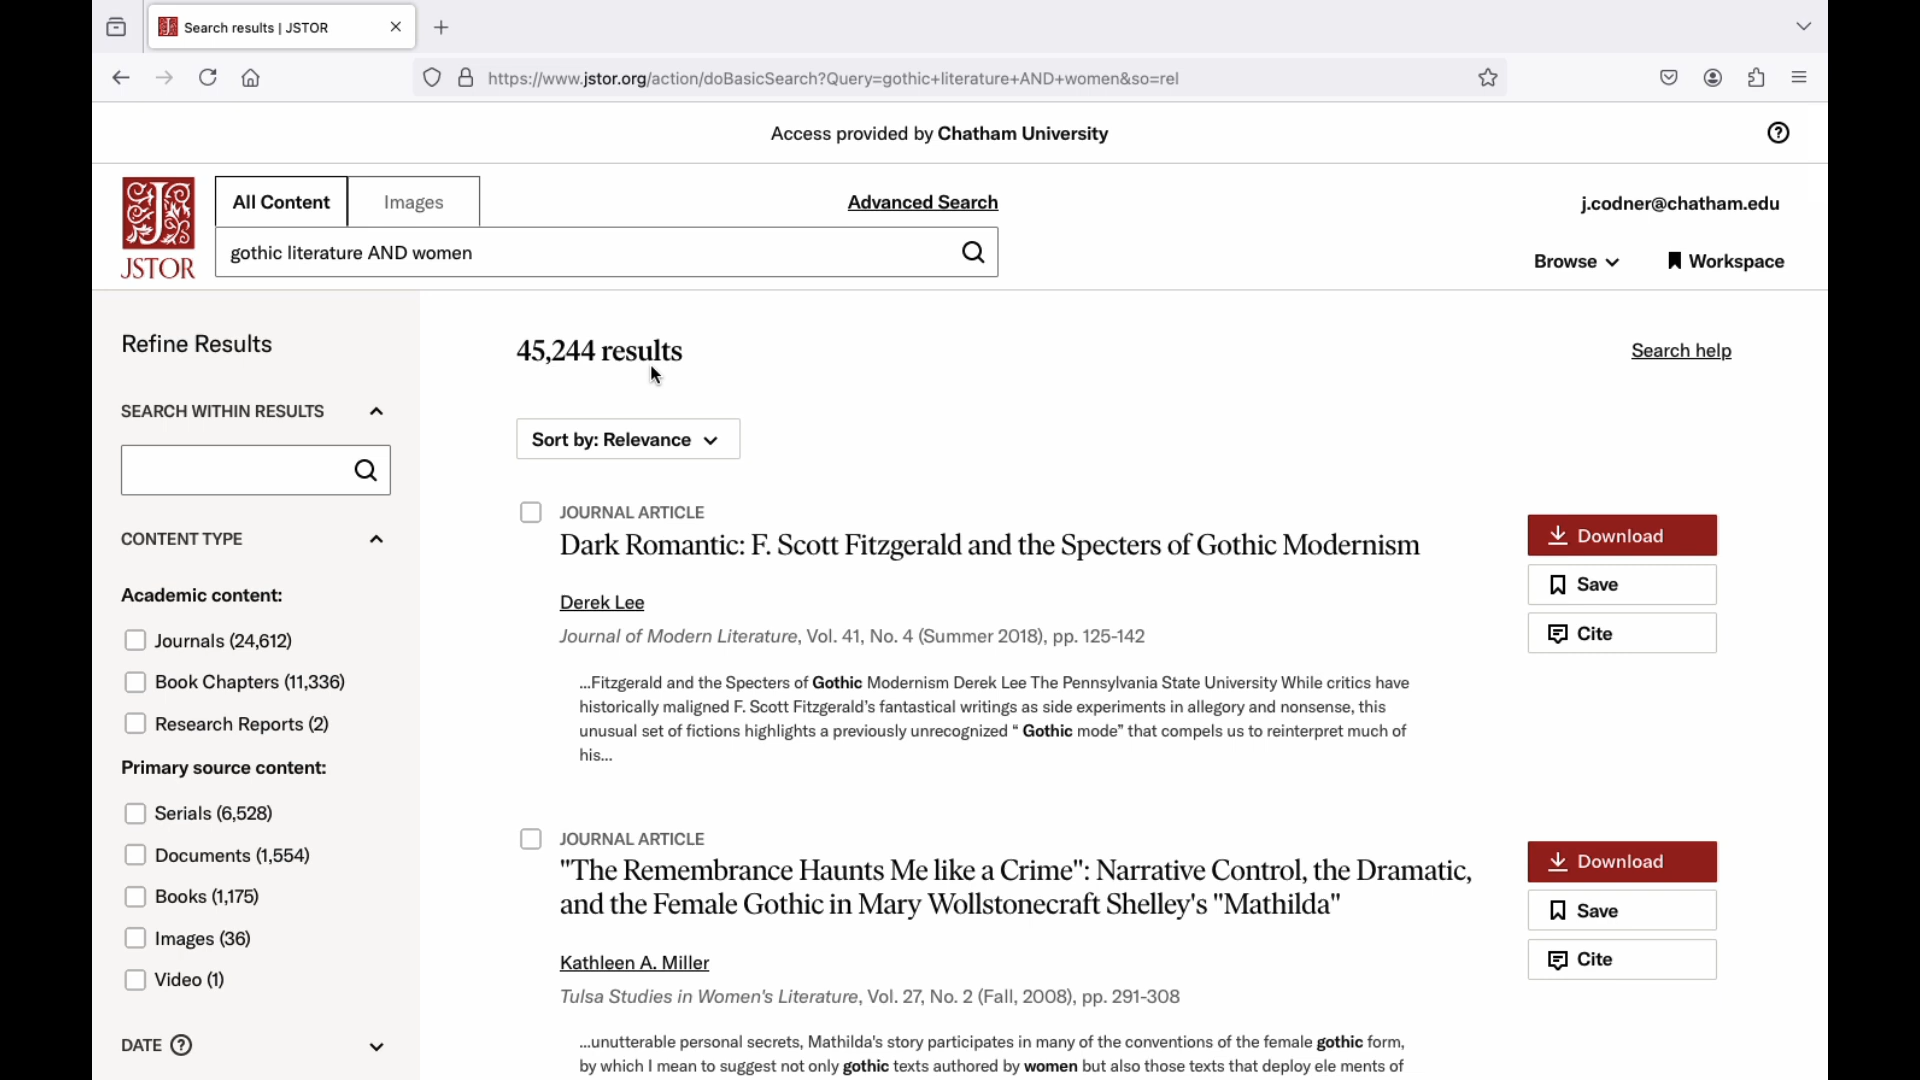 Search results | JSTOR
https://www.jstor.org/action/doBasicSearch?Query=gothic+literature+AND+women&so=rel
Access provided by Chatham University
JSTOR
All Content
Images
Advanced Search
j.codner@chatham.edu
gothic literature AND women
Browse
Workspace
Refine Results
45,244 results
Search help
SEARCH WITHIN RESULTS
Sort by: Relevance
CONTENT TYPE
Academic content:
Journals (24,612)
Book Chapters (11,336)
Research Reports (2)
Primary source content:
Serials (6,528)
Documents (1,554)
Books (1,175)
Images (36)
Video (1)
DATE
JOURNAL ARTICLE
Dark Romantic: F. Scott Fitzgerald and the Specters of Gothic Modernism
Derek Lee
Journal of Modern Literature, Vol. 41, No. 4 (Summer 2018), pp. 125-142
...Fitzgerald and the Specters of Gothic Modernism Derek Lee The Pennsylvania State University While critics have
historically maligned F. Scott Fitzgerald's fantastical writings as side experiments in allegory and nonsense, this
unusual set of fictions highlights a previously unrecognized “ Gothic mode” that compels us to reinterpret much of
his...
Download
Save
Cite
JOURNAL ARTICLE
"The Remembrance Haunts Me like a Crime": Narrative Control, the Dramatic,
and the Female Gothic in Mary Wollstonecraft Shelley's "Mathilda"
Kathleen A. Miller
Tulsa Studies in Women's Literature, Vol. 27, No. 2 (Fall, 2008), pp. 291-308
...unutterable personal secrets, Mathilda's story participates in many of the conventions of the female gothic form,
by which I mean to suggest not only gothic texts authored by women but also those texts that deploy ele ments of
Download
Save
Cite